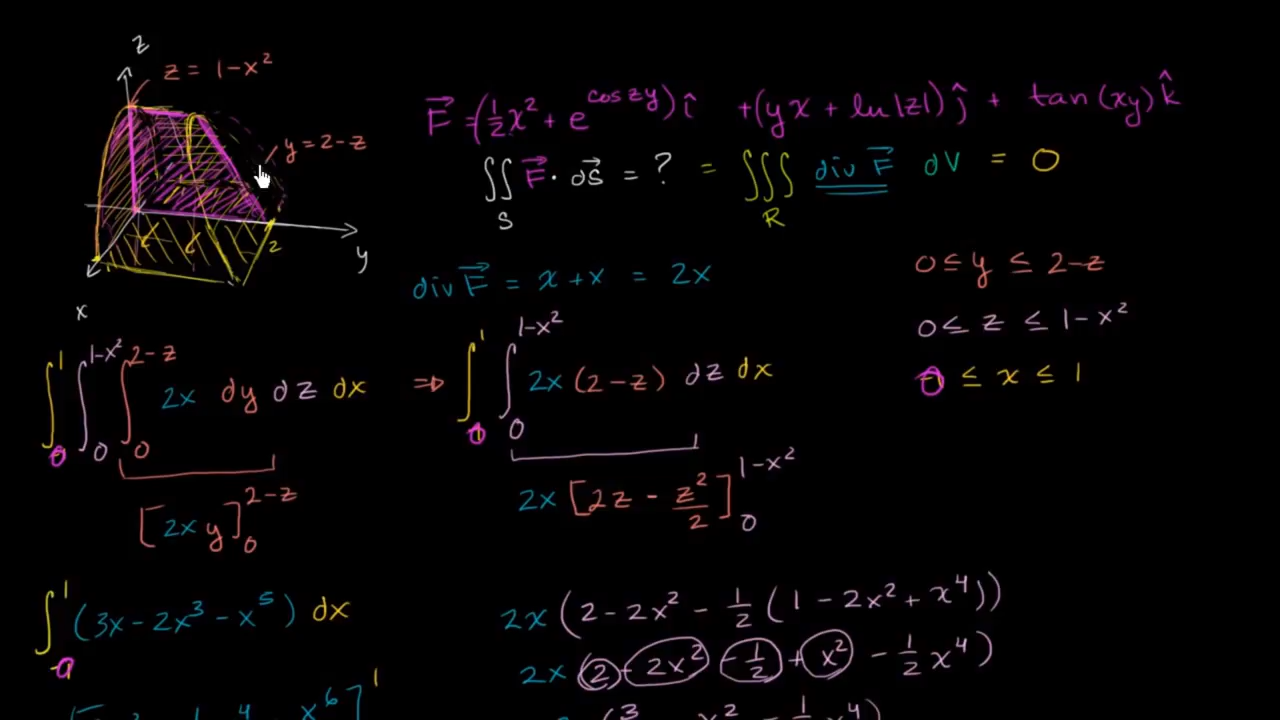 z
z = 1-x²
y = 2-z
2
y
x
F⃗ = (½x² + e^(cos zy)) î + (yx + ln|z|) ĵ + tan(xy) k̂
∬_S F⃗ · dS⃗ = ? = ∭_R div F⃗ dV = 0
0 ≤ y ≤ 2-z
div F⃗ = x + x = 2x
0 ≤ z ≤ 1-x²
0 ≤ x ≤ 1
∫_0^1 ∫_0^(1-x²) ∫_0^(2-z) 2x dy dz dx ⇒ ∫_0^1 ∫_0^(1-x²) 2x (2-z) dz dx
[2xy]_0^(2-z)
2x [2z - z²/2]_0^(1-x²)
∫^1 (3x - 2x³ - x⁵) dx
2x (2 - 2x² - ½ (1 - 2x² + x⁴))
2x (2 - 2x² - ½ + x² - ½x⁴)